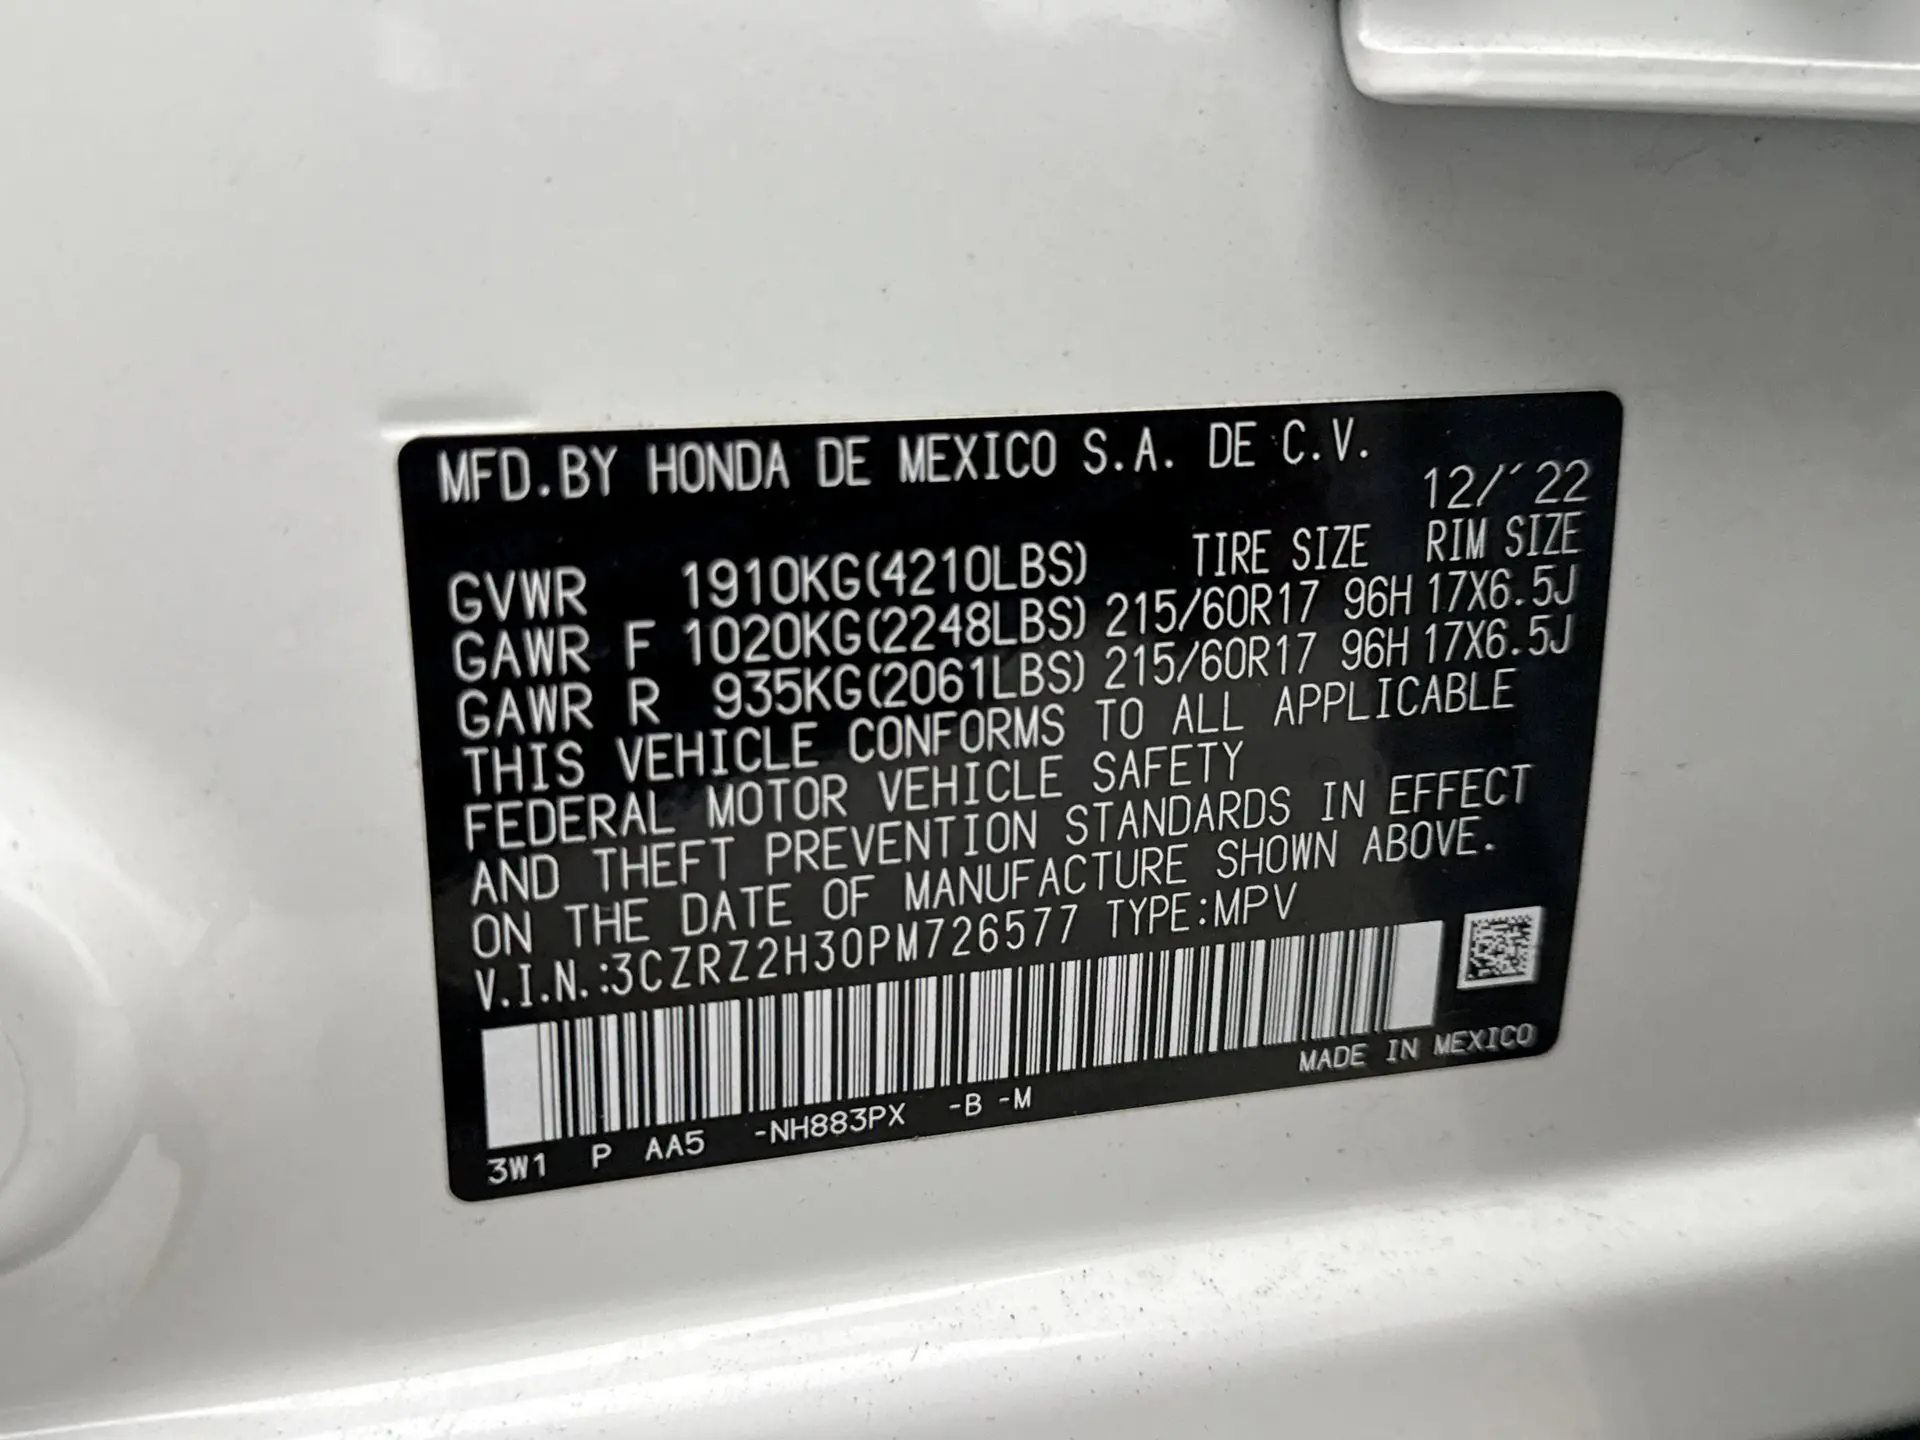 MFD.BY HONDA DE MEXICO S.A. DE C.V.
12/´22
TIRE SIZE RIM SIZE
GVWR 1910KG(4210LBS)
GAWR F 1020KG(2248LBS) 215/60R17 96H 17X6.5J
GAWR R 935KG(2061LBS) 215/60R17 96H 17X6.5J
THIS VEHICLE CONFORMS TO ALL APPLICABLE
FEDERAL MOTOR VEHICLE SAFETY
AND THEFT PREVENTION STANDARDS IN EFFECT
ON THE DATE OF MANUFACTURE SHOWN ABOVE.
V.I.N.:3CZRZ2H30PM726577 TYPE:MPV
MADE IN MEXICO
3W1 P AA5 -NH883PX -B -M